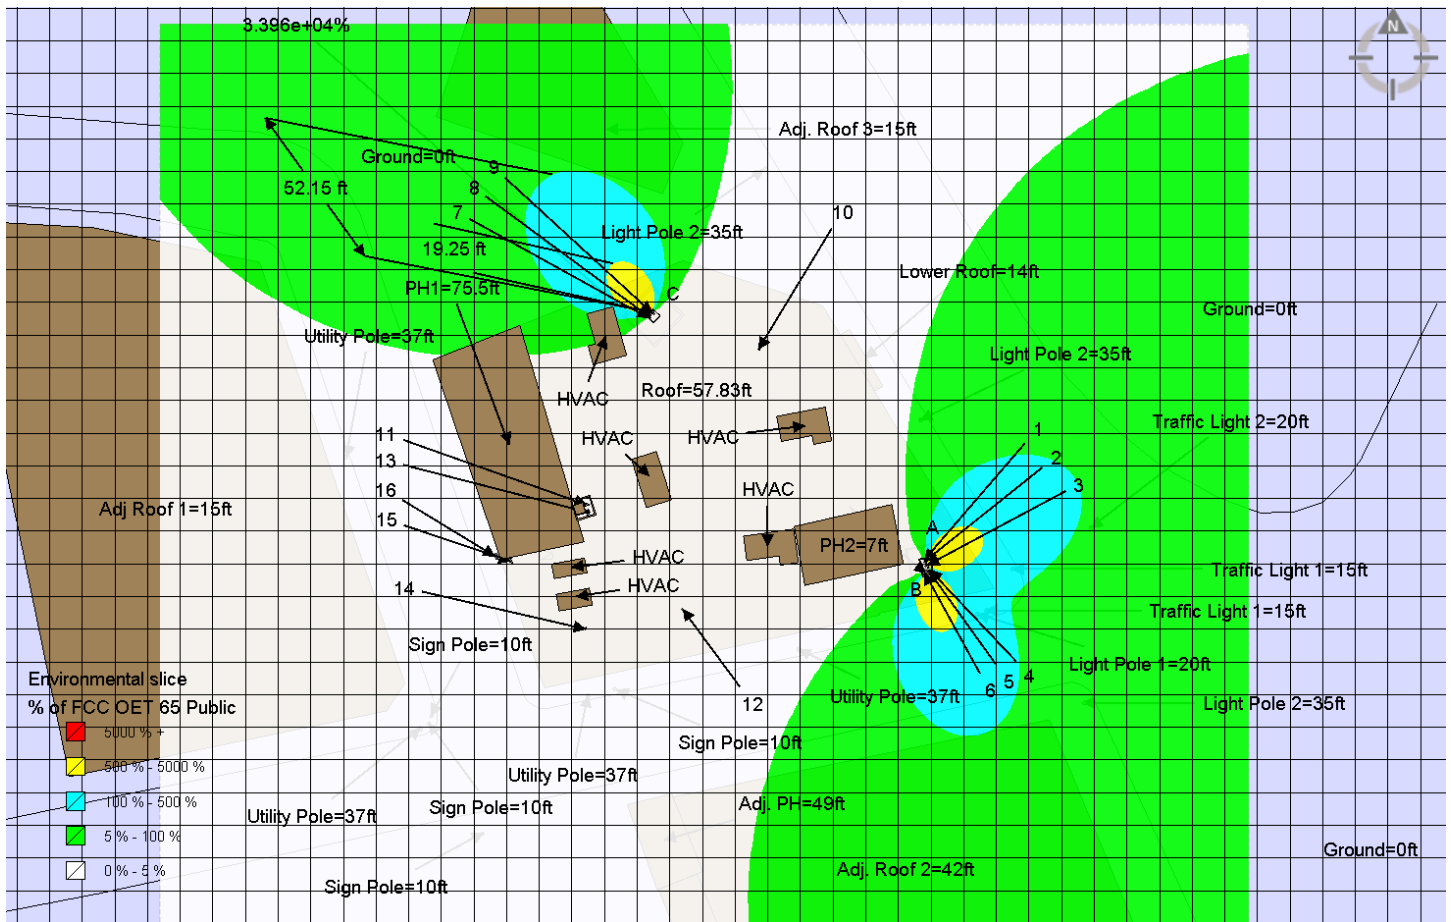 3.396e+04%
N
Adj. Roof 3=15ft
Ground=0ft
9
52.15 ft
8
7
10
Light Pole 2=35ft
19.25 ft
Lower Roof=14ft
PH1=75.5ft
C
Ground=0ft
Utility Pole=37ft
Light Pole 2=35ft
Roof=57.83ft
HVAC
Traffic Light 2=20ft
11
HVAC
HVAC
1
13
2
16
HVAC
3
Adj Roof 1=15ft
15
A
PH2=7ft
HVAC
Traffic Light 1=15ft
14
HVAC
B
Traffic Light 1=15ft
Sign Pole=10ft
Light Pole 1=20ft
Environmental slice
4
5
6
Utility Pole=37ft
% of FCC OET 65 Public
12
Light Pole 2=35ft
5000 % +
Sign Pole=10ft
500 % - 5000 %
Utility Pole=37ft
100 % - 500 %
Sign Pole=10ft
Adj. PH=49ft
Utility Pole=37ft
5 % - 100 %
Ground=0ft
0 % - 5 %
Adj. Roof 2=42ft
Sign Pole=10ft